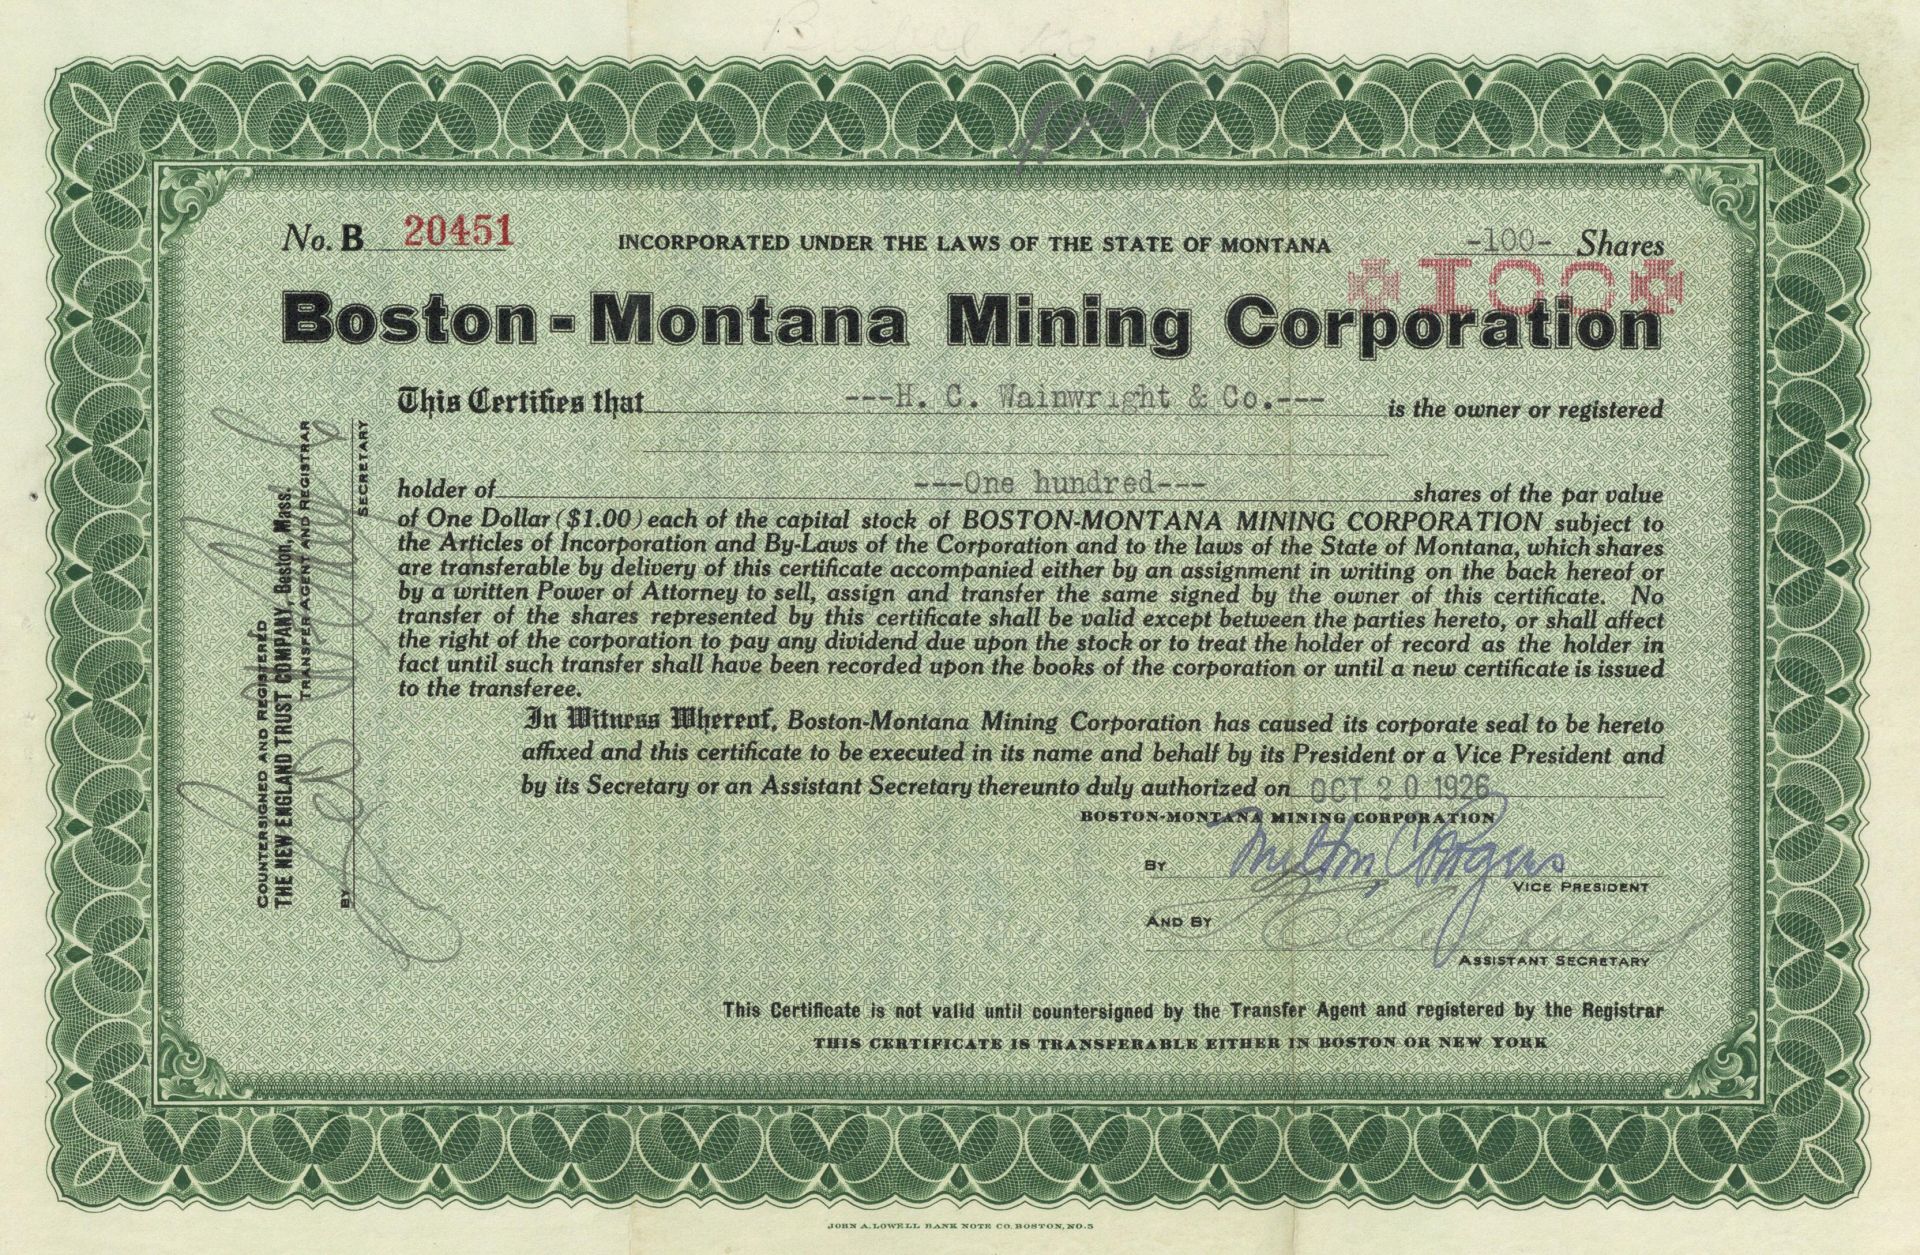 No. B 20451 INCORPORATED UNDER THE LAWS OF THE STATE OF MONTANA -100- Shares
100
Boston-Montana Mining Corporation
This Certifies that ---H. C. Wainwright & Co.--- is the owner or registered
holder of ---One hundred--- shares of the par value
of One Dollar ($1.00) each of the capital stock of BOSTON-MONTANA MINING CORPORATION subject to
the Articles of Incorporation and By-Laws of the Corporation and to the laws of the State of Montana, which shares
are transferable by delivery of this certificate accompanied either by an assignment in writing on the back hereof or
by a written Power of Attorney to sell, assign and transfer the same signed by the owner of this certificate. No
transfer of the shares represented by this certificate shall be valid except between the parties hereto, or shall affect
the right of the corporation to pay any dividend due upon the stock or to treat the holder of record as the holder in
fact until such transfer shall have been recorded upon the books of the corporation or until a new certificate is issued
to the transferee.
In Witness Whereof, Boston-Montana Mining Corporation has caused its corporate seal to be hereto
affixed and this certificate to be executed in its name and behalf by its President or a Vice President and
by its Secretary or an Assistant Secretary thereunto duly authorized on OCT 20 1926
BOSTON-MONTANA MINING CORPORATION
BY Milton C Rogers
VICE PRESIDENT
AND BY
ASSISTANT SECRETARY
This Certificate is not valid until countersigned by the Transfer Agent and registered by the Registrar
THIS CERTIFICATE IS TRANSFERABLE EITHER IN BOSTON OR NEW YORK
COUNTERSIGNED AND REGISTERED
THE NEW ENGLAND TRUST COMPANY, Boston, Mass.
TRANSFER AGENT AND REGISTRAR
BY
SECRETARY
JOHN A. LOWELL BANK NOTE CO. BOSTON, NO.5